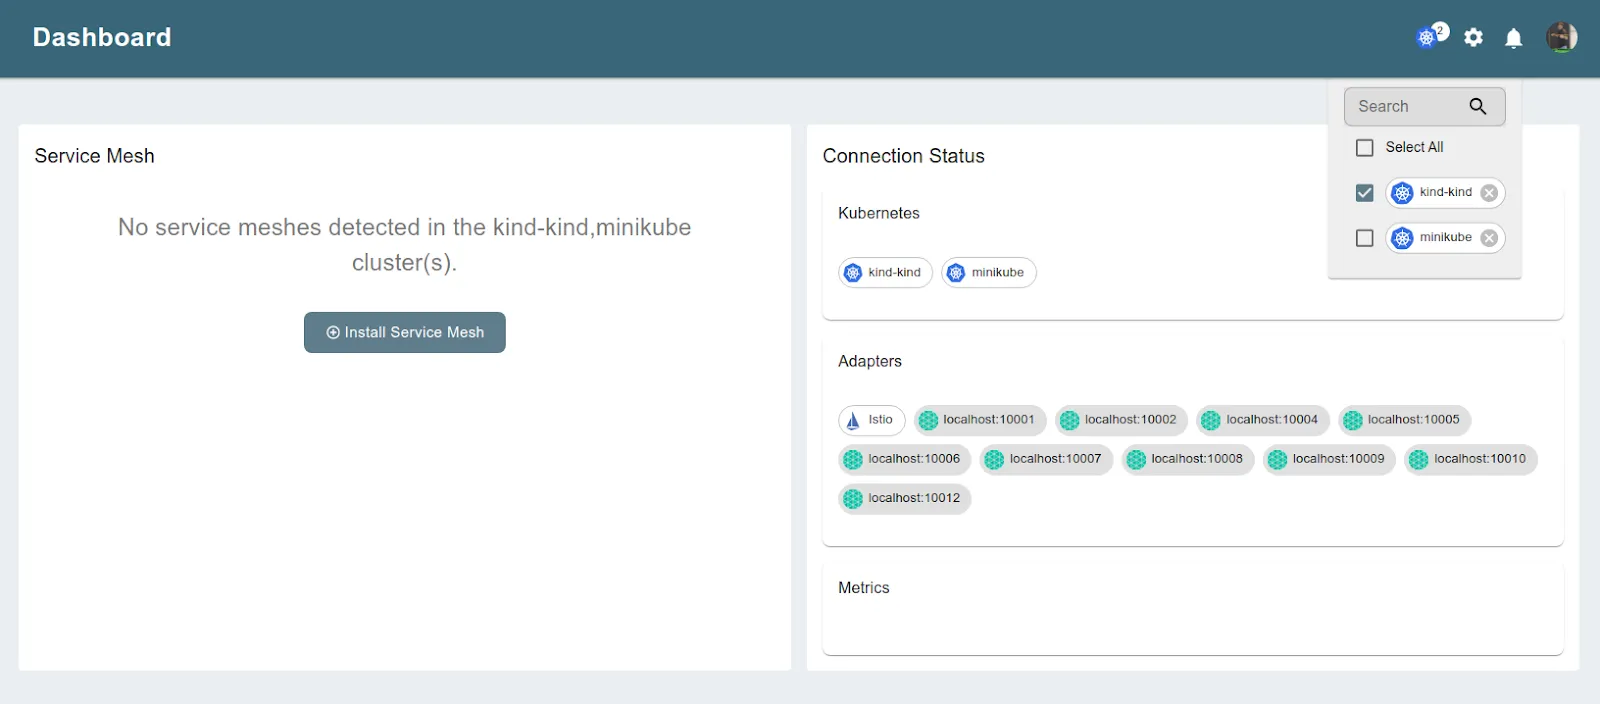 Dashboard
2
Search
Select All
kind-kind
minikube
Service Mesh
No service meshes detected in the kind-kind,minikube
cluster(s).
Install Service Mesh
Connection Status
Kubernetes
kind-kind minikube
Adapters
Istio localhost:10001 localhost:10002 localhost:10004 localhost:10005
localhost:10006 localhost:10007 localhost:10008 localhost:10009 localhost:10010
localhost:10012
Metrics